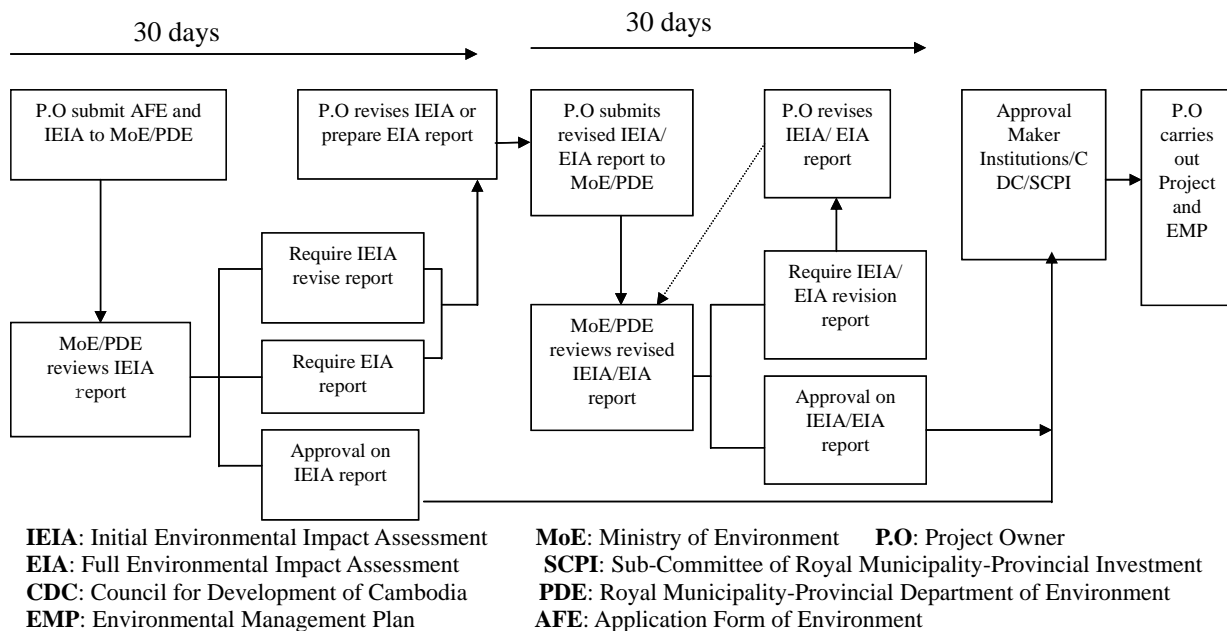 30 days
30 days
P.O submit AFE and
IEIA to MoE/PDE
P.O revises IEIA or
prepare EIA report
P.O submits
revised IEIA/
EIA report to
MoE/PDE
P.O revises
IEIA/ EIA
report
Approval
Maker
Institutions/C
DC/SCPI
P.O
carries
out
Project
and
EMP
MoE/PDE
reviews IEIA
report
Require IEIA
revise report
Require EIA
report
Approval on
IEIA report
MoE/PDE
reviews revised
IEIA/EIA
report
Require IEIA/
EIA revision
report
Approval on
IEIA/EIA
report
IEIA: Initial Environmental Impact Assessment
MoE: Ministry of Environment
P.O: Project Owner
EIA: Full Environmental Impact Assessment
SCPI: Sub-Committee of Royal Municipality-Provincial Investment
CDC: Council for Development of Cambodia
PDE: Royal Municipality-Provincial Department of Environment
EMP: Environmental Management Plan
AFE: Application Form of Environment